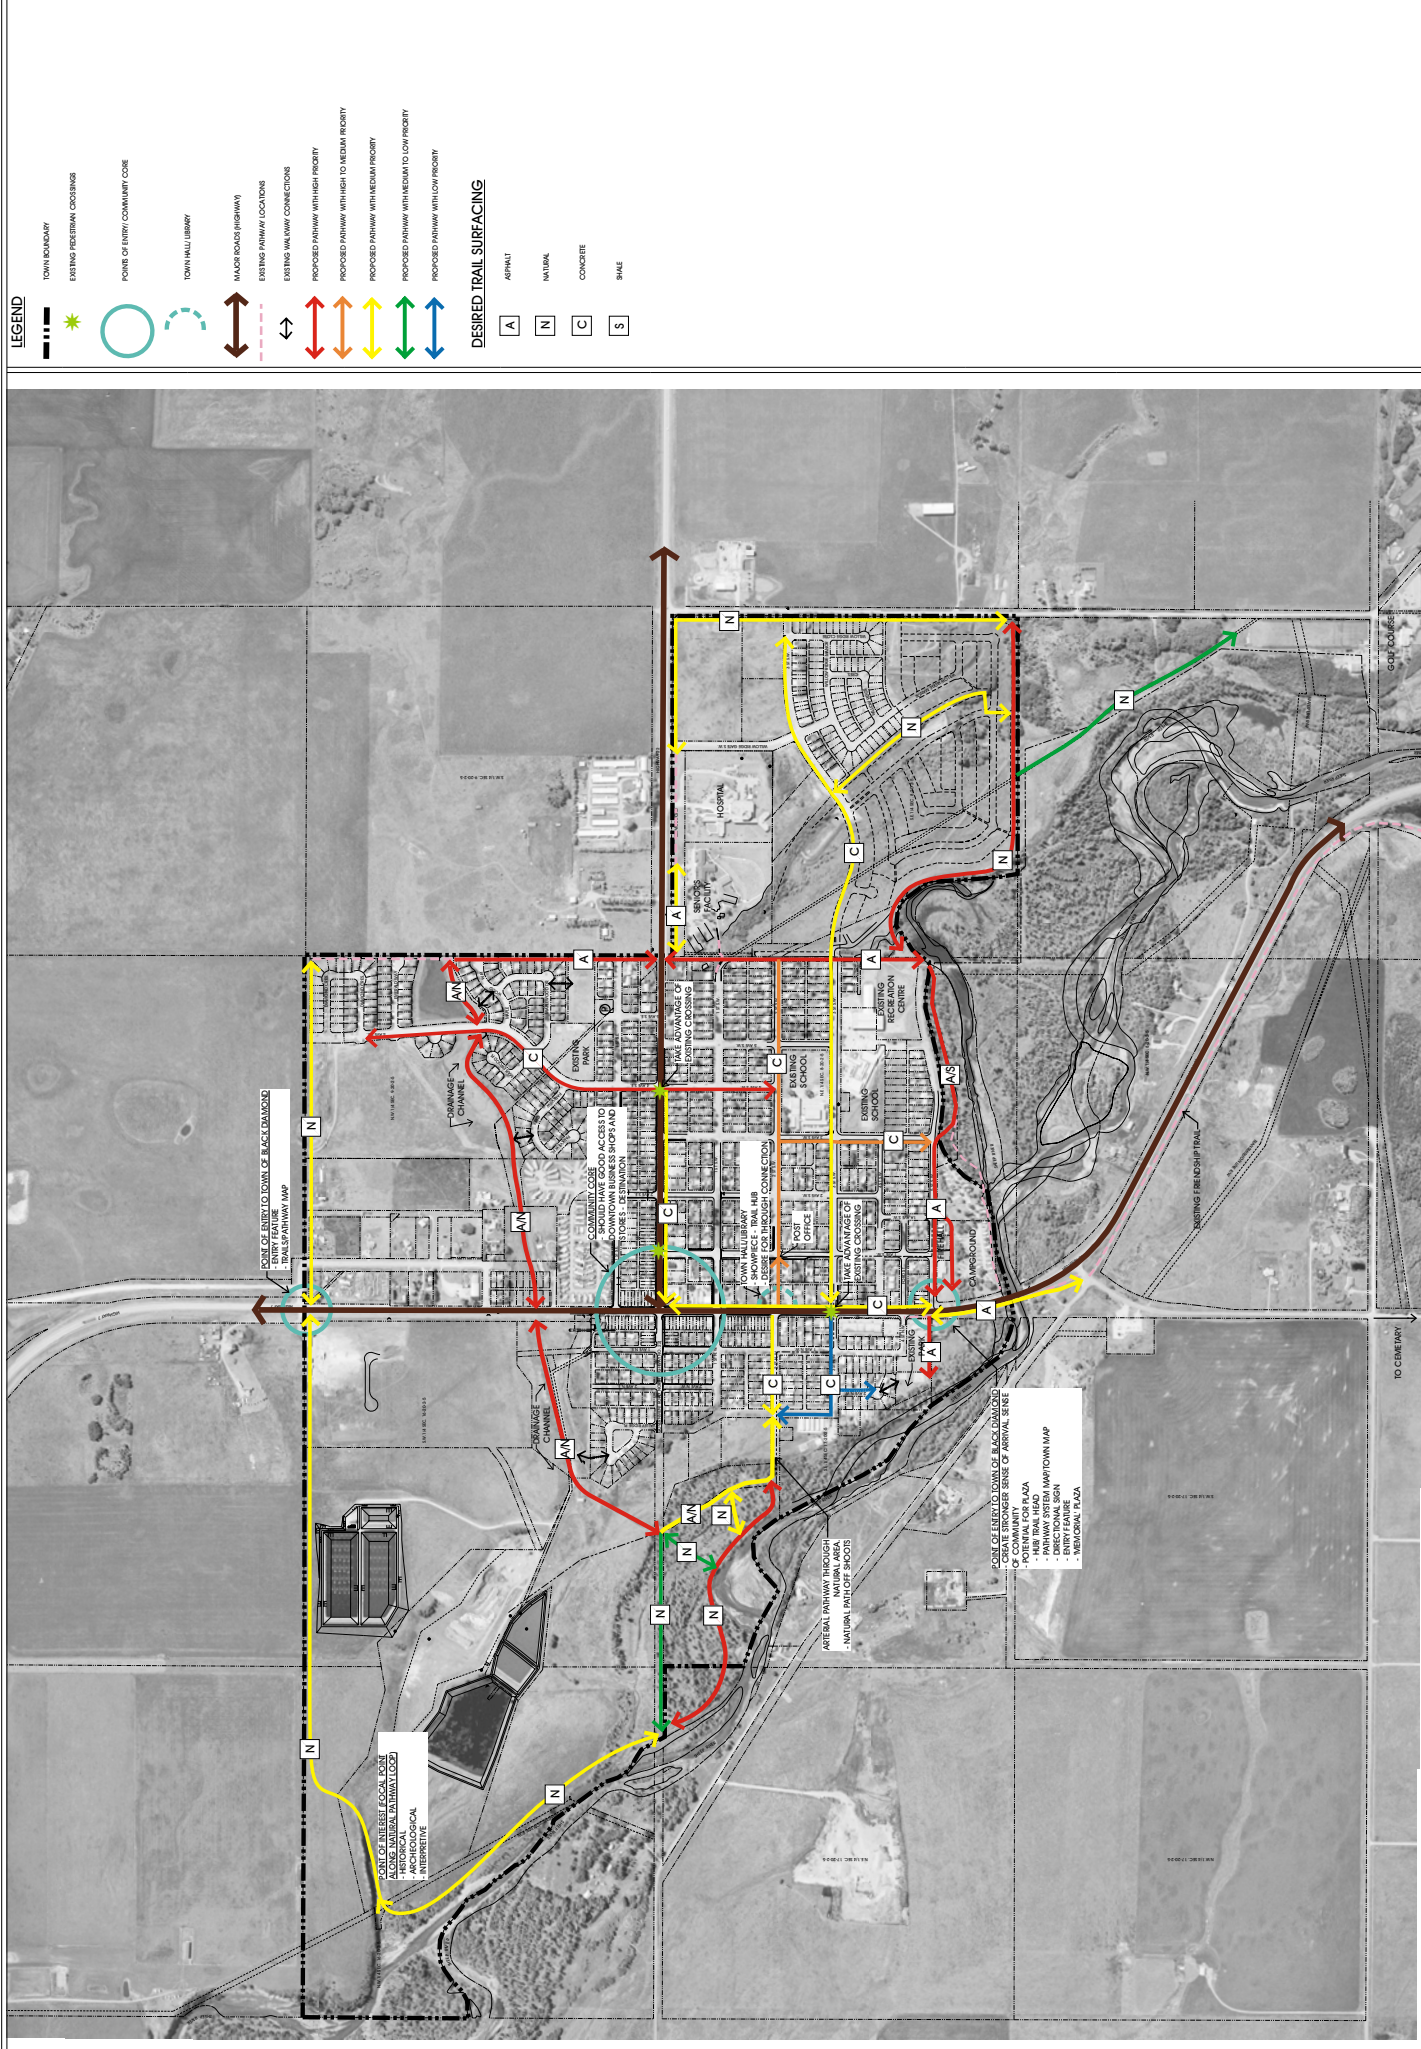 LEGEND
TOWN BOUNDARY
EXISTING PEDESTRIAN CROSSINGS
POINTS OF ENTRY/ COMMUNITY CORE
TOWN HALL/ LIBRARY
MAJOR ROADS (HIGHWAY)
EXISTING PATHWAY LOCATIONS
EXISTING WALKWAY CONNECTIONS
PROPOSED PATHWAY WITH HIGH PRIORITY
PROPOSED PATHWAY WITH HIGH TO MEDIUM PRIORITY
PROPOSED PATHWAY WITH MEDIUM PRIORITY
PROPOSED PATHWAY WITH MEDIUM TO LOW PRIORITY
PROPOSED PATHWAY WITH LOW PRIORITY
DESIRED TRAIL SURFACING
A ASPHALT
N NATURAL
C CONCRETE
S SHALE
POINT OF ENTRY TO TOWN OF BLACK DIAMOND
- ENTRY FEATURE
- TRAILS/PATHWAY MAP
POINT OF INTEREST (FOCAL POINT
ALONG NATURAL PATHWAY LOOP)
- HISTORICAL
- ARCHEOLOGICAL
- INTERPRETIVE
DRAINAGE
CHANNEL
DRAINAGE
CHANNEL
EXISTING
PARK
COMMUNITY CORE
- SHOULD HAVE GOOD ACCESS TO
DOWNTOWN BUSINESS SHOPS AND
STORES - DESTINATION
TAKE ADVANTAGE OF
EXISTING CROSSING
SENIORS
FACILITY
HOSPITAL
TOWN HALL/LIBRARY
- SHOWPIECE - TRAIL HUB
- DESIRE FOR THROUGH CONNECTION
POST
OFFICE
EXISTING
SCHOOL
EXISTING
SCHOOL
EXISTING
RECREATION
CENTRE
TAKE ADVANTAGE OF
EXISTING CROSSING
EXISTING
PARK
FIRE HALL
CAMPGROUND
ARTERIAL PATHWAY THROUGH
NATURAL AREA.
- NATURAL PATH OFF SHOOTS
POINT OF ENTRY TO TOWN OF BLACK DIAMOND
- CREATE STRONGER SENSE OF ARRIVAL, SENSE
OF COMMUNITY
- POTENTIAL FOR PLAZA
- HUB/ TRAIL HEAD
- PATHWAY SYSTEM MAP/TOWN MAP
- DIRECTIONAL SIGN
- ENTRY FEATURE
- 'MEMORIAL' PLAZA
EXISTING FRIENDSHIP TRAIL
GOLF COURSE
TO CEMETARY
N
N
N
N
N
N
N
N
N
N
N
A
A
A
A
A
A
C
C
C
C
C
C
C
C
A/N
A/N
A/N
A/N
A/S